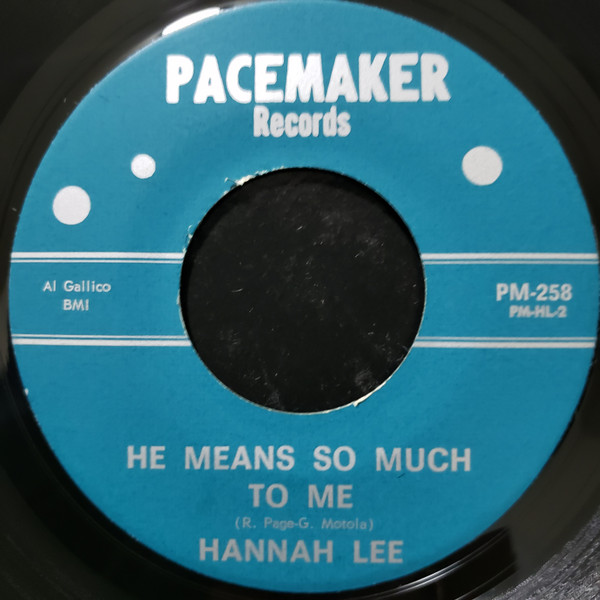 PACEMAKER
Records
Al Gallico
BMI
PM-258
PM-HL-2
HE MEANS SO MUCH
TO ME
(R. Page-G. Motola)
HANNAH LEE